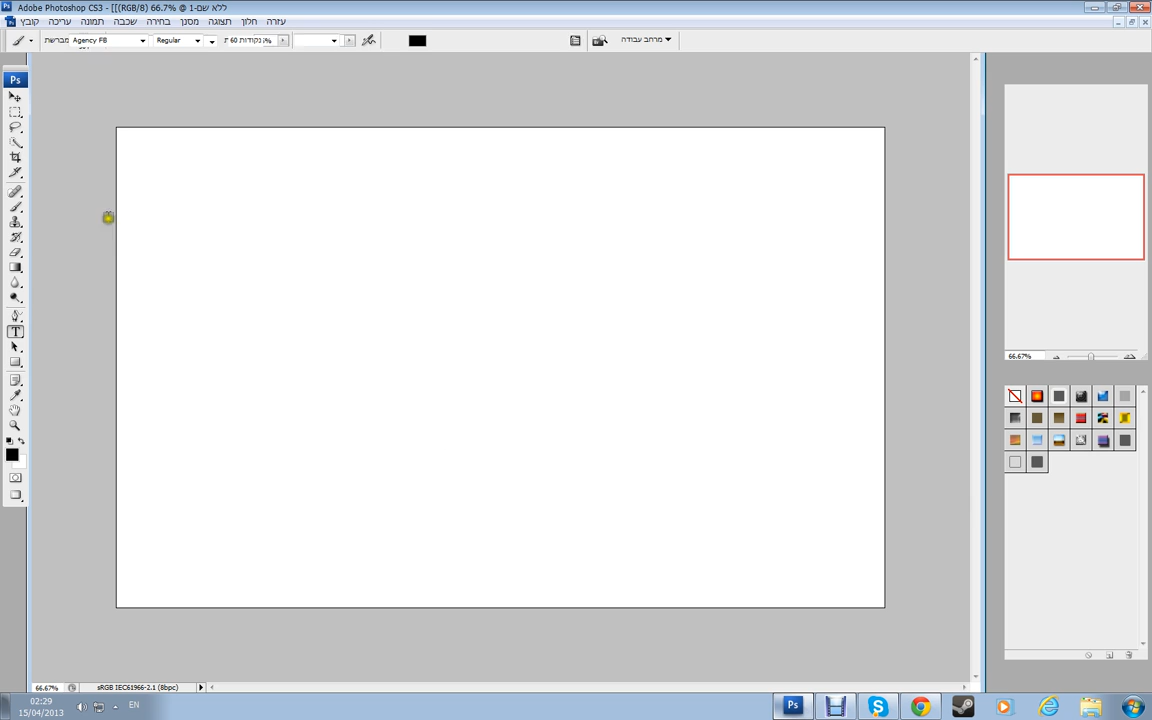 Adobe Photoshop CS3 - [ללא שם-1 @ 66.7% (RGB/8)]
קובץ עריכה תמונה שכבה בחירה מסנן תצוגה חלון עזרה
מברשת Agency FB Regular 60 נקודות מרחב עבודה
Ps
T
66.67%
66.67% sRGB IEC61966-2.1 (8bpc)
02:29
15/04/2013
EN
Ps